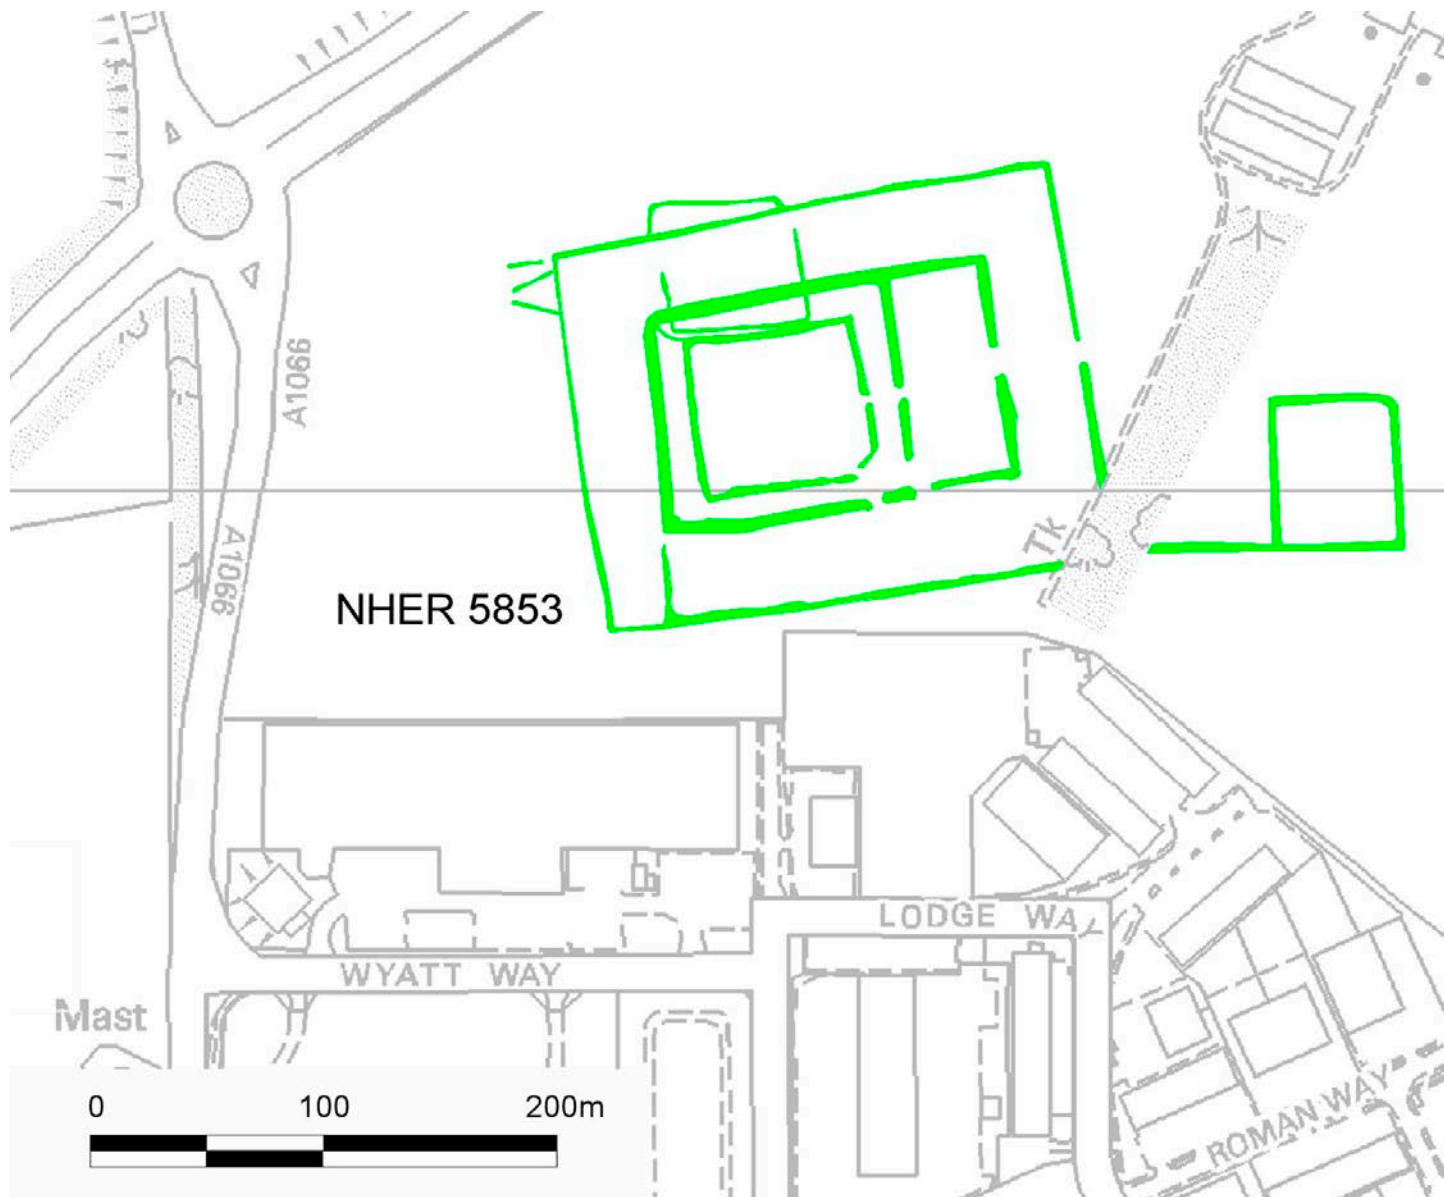 A1066
A1066
Tk
NHER 5853
LODGE WAY
WYATT WAY
Mast
ROMAN WAY
0 100 200m